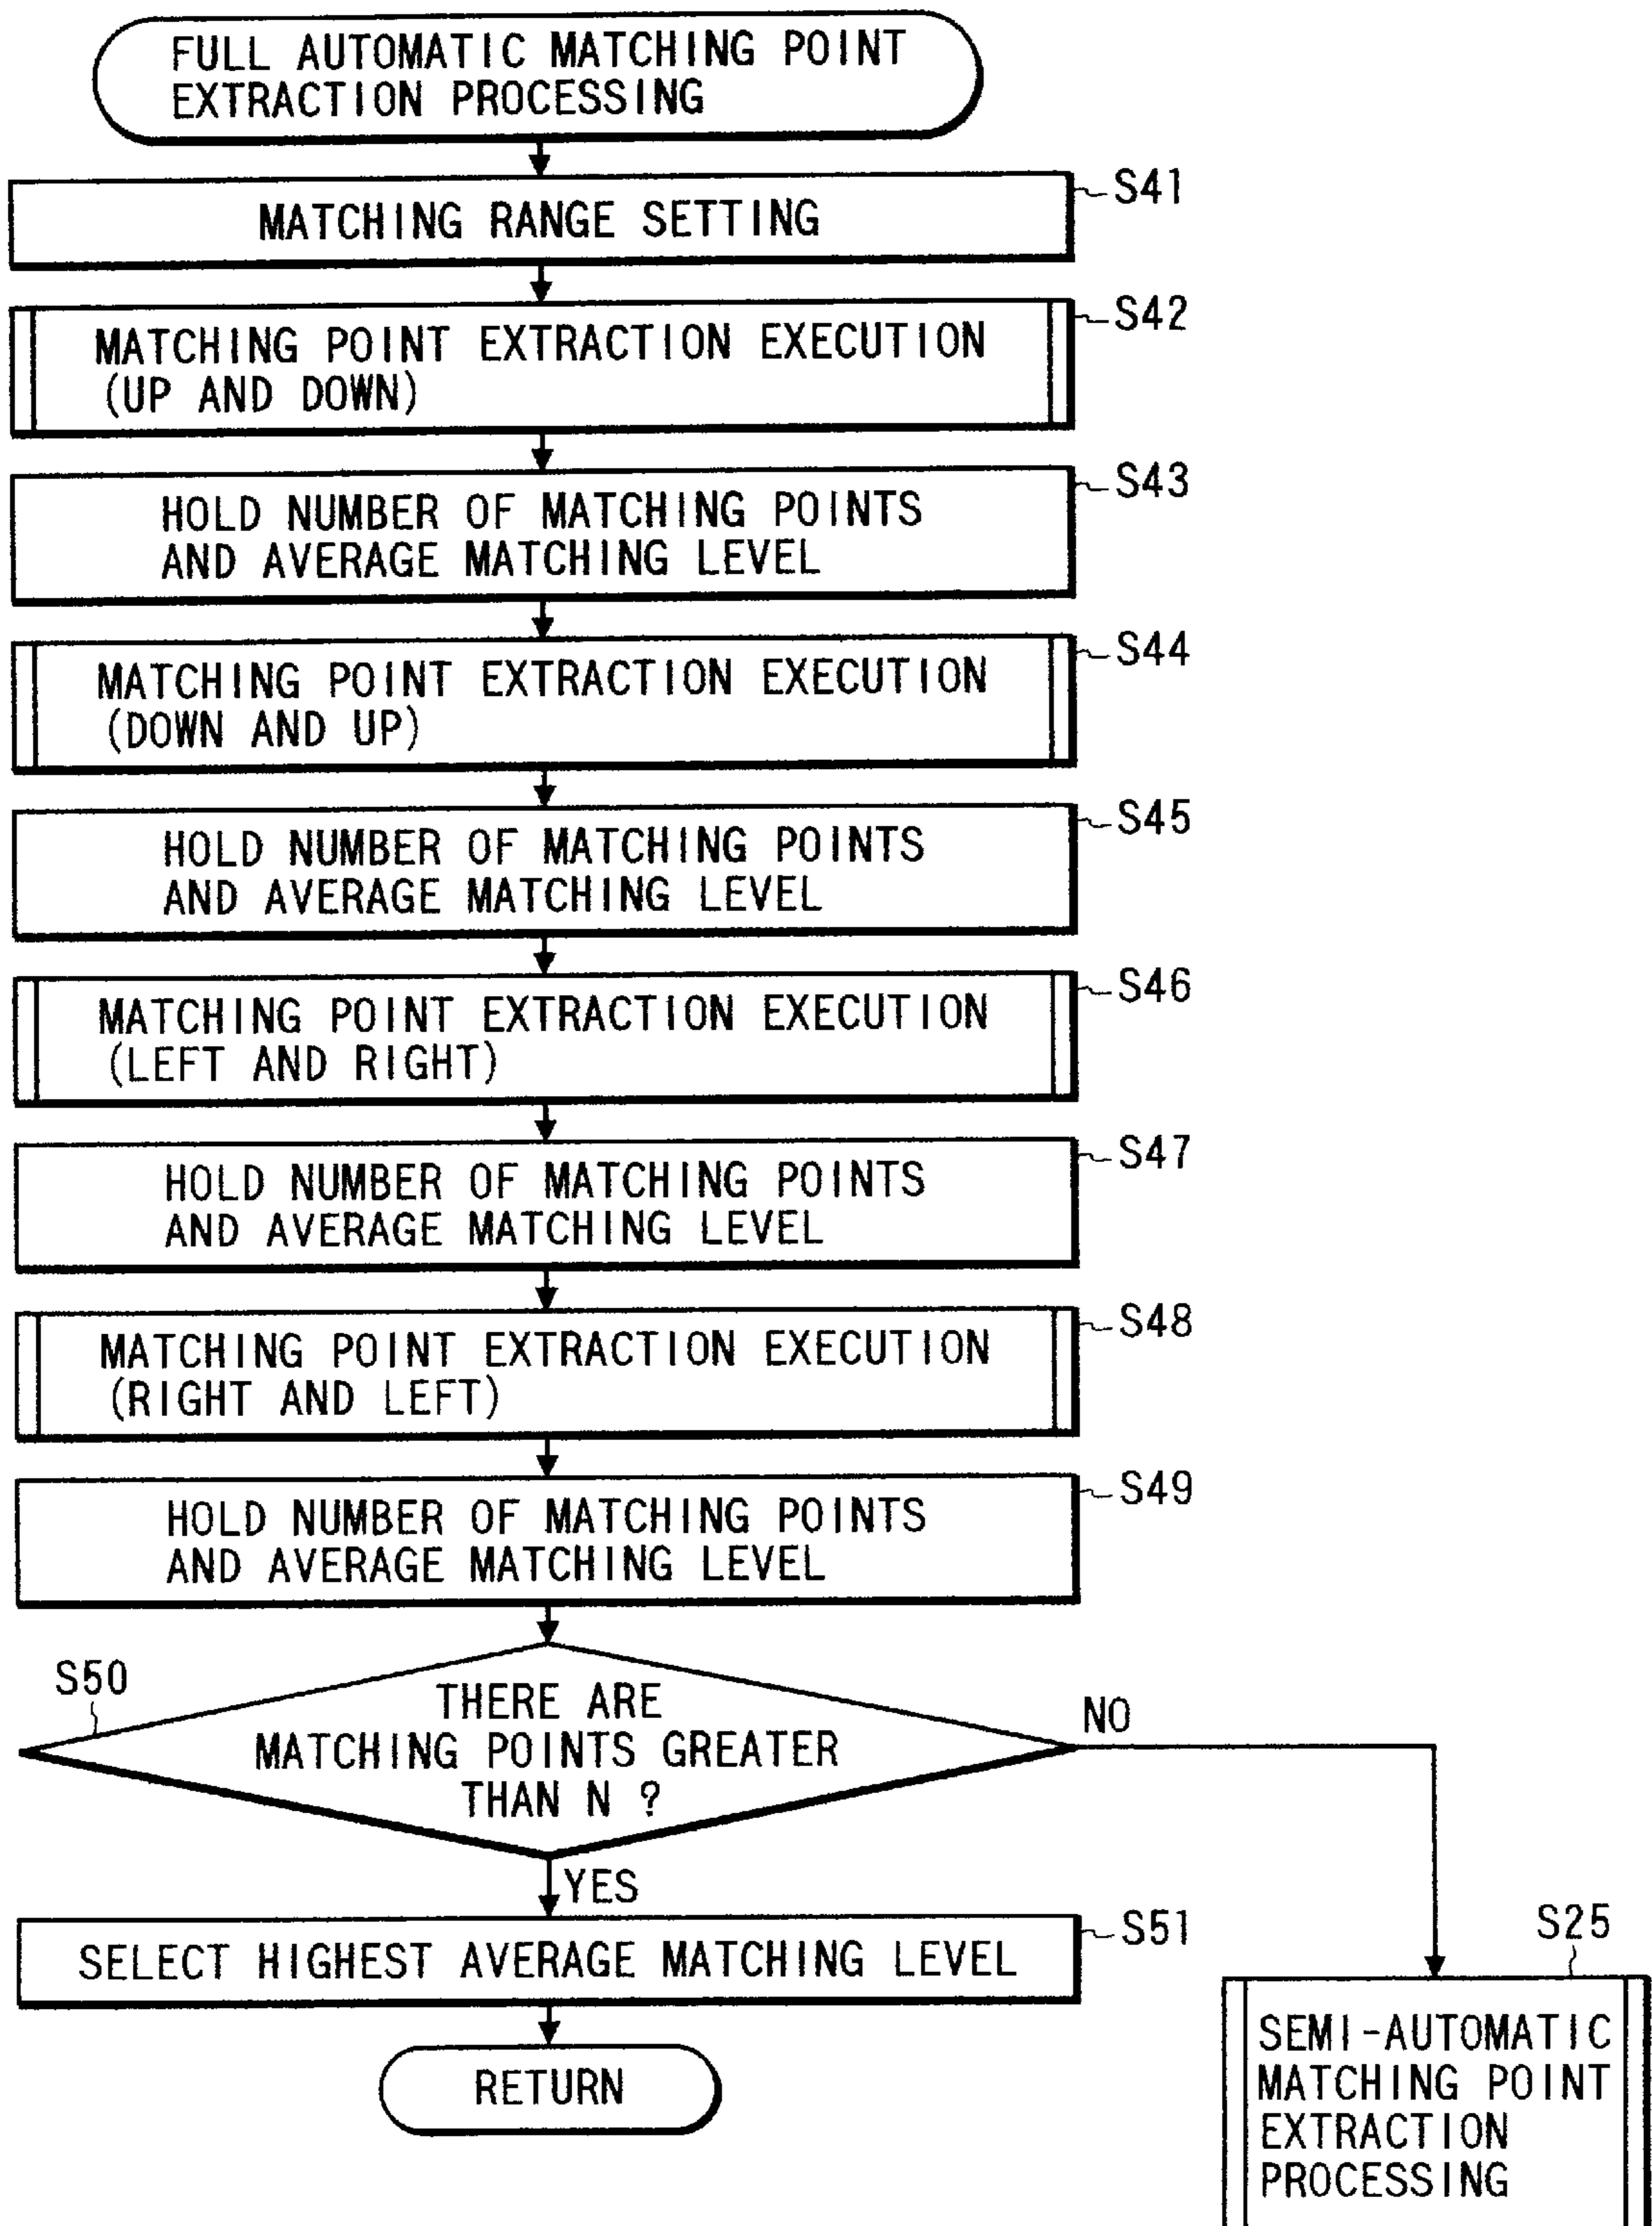 FULL AUTOMATIC MATCHING POINT
EXTRACTION PROCESSING
S41
MATCHING RANGE SETTING
S42
MATCHING POINT EXTRACTION EXECUTION
(UP AND DOWN)
S43
HOLD NUMBER OF MATCHING POINTS
AND AVERAGE MATCHING LEVEL
S44
MATCHING POINT EXTRACTION EXECUTION
(DOWN AND UP)
S45
HOLD NUMBER OF MATCHING POINTS
AND AVERAGE MATCHING LEVEL
S46
MATCHING POINT EXTRACTION EXECUTION
(LEFT AND RIGHT)
S47
HOLD NUMBER OF MATCHING POINTS
AND AVERAGE MATCHING LEVEL
S48
MATCHING POINT EXTRACTION EXECUTION
(RIGHT AND LEFT)
S49
HOLD NUMBER OF MATCHING POINTS
AND AVERAGE MATCHING LEVEL
S50
THERE ARE
MATCHING POINTS GREATER
THAN N ?
NO
YES
S51
SELECT HIGHEST AVERAGE MATCHING LEVEL
RETURN
S25
SEMI-AUTOMATIC
MATCHING POINT
EXTRACTION
PROCESSING